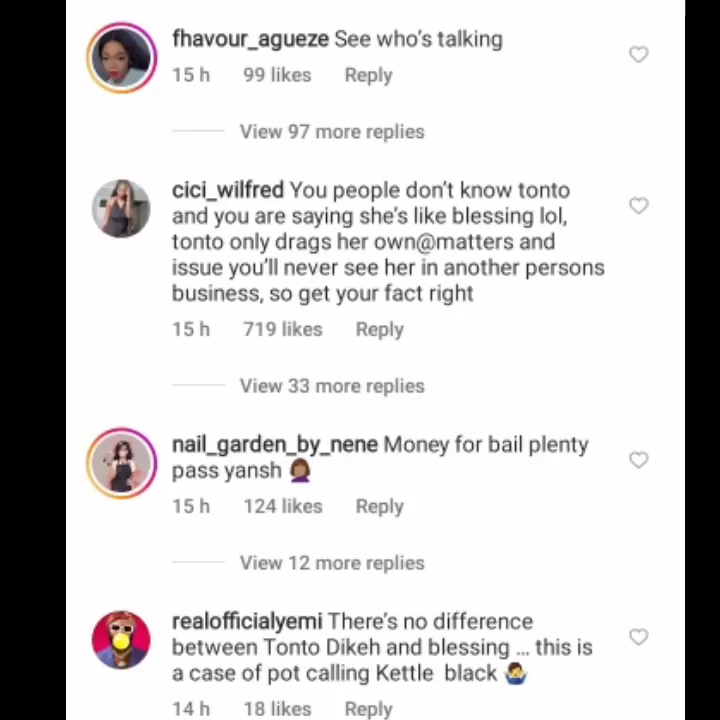 fhavour_agueze See who's talking
15 h 99 likes Reply
View 97 more replies
cici_wilfred You people don't know tonto
and you are saying she's like blessing lol,
tonto only drags her own@matters and
issue you'll never see her in another persons
business, so get your fact right
15 h 719 likes Reply
View 33 more replies
nail_garden_by_nene Money for bail plenty
pass yansh 🤦🏾‍♀️
15 h 124 likes Reply
View 12 more replies
realofficialyemi There's no difference
between Tonto Dikeh and blessing ... this is
a case of pot calling Kettle black 🤷‍♂️
14 h 18 likes Reply